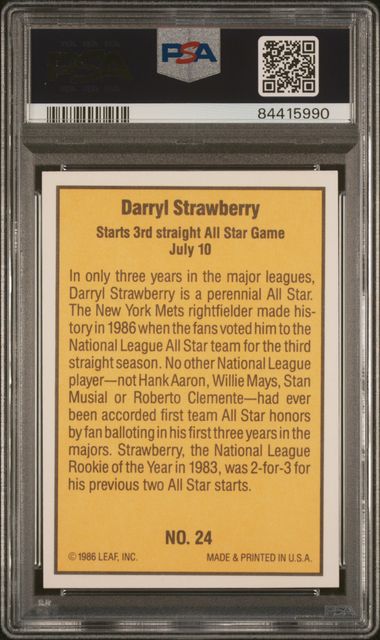 PSA
84415990
Darryl Strawberry
Starts 3rd straight All Star Game
July 10
In only three years in the major leagues,
Darryl Strawberry is a perennial All Star.
The New York Mets rightfielder made his-
tory in 1986 when the fans voted him to the
National League All Star team for the third
straight season. No other National League
player—not Hank Aaron, Willie Mays, Stan
Musial or Roberto Clemente—had ever
been accorded first team All Star honors
by fan balloting in his first three years in the
majors. Strawberry, the National League
Rookie of the Year in 1983, was 2-for-3 for
his previous two All Star starts.
NO. 24
© 1986 LEAF, INC. MADE & PRINTED IN U.S.A.